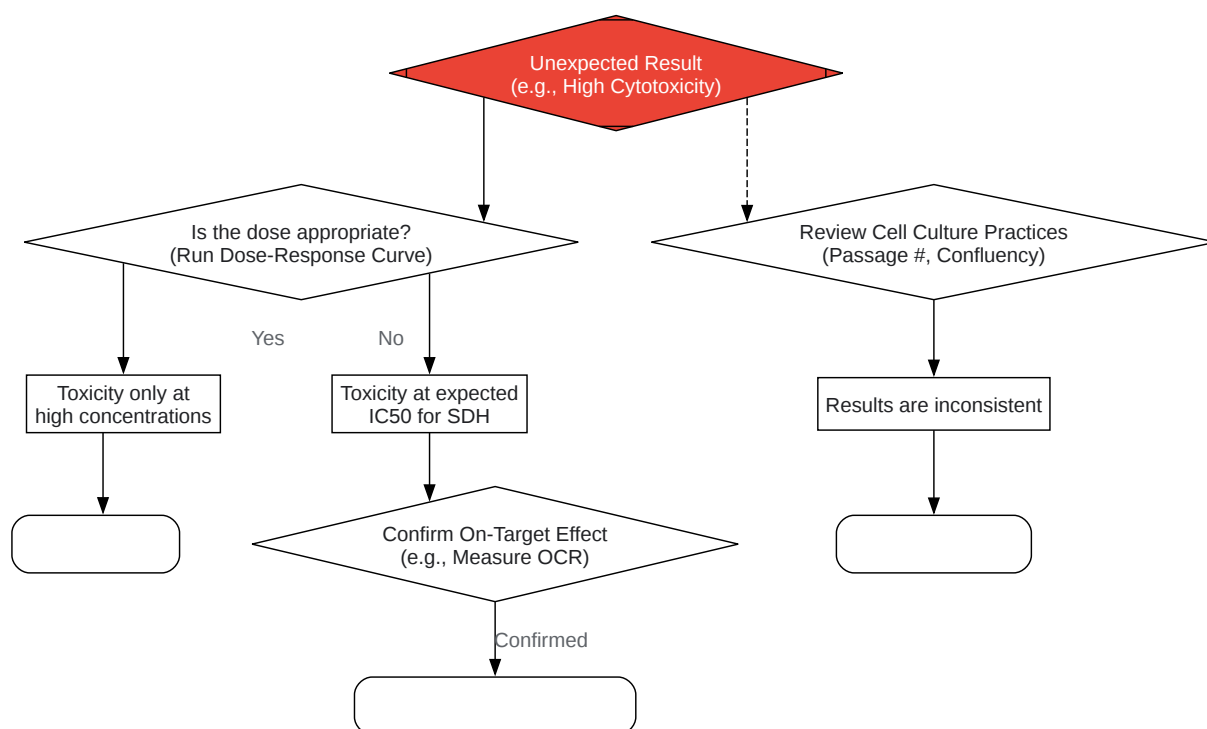 Unexpected Result
(e.g., High Cytotoxicity)
Is the dose appropriate?
(Run Dose-Response Curve)
Review Cell Culture Practices
(Passage #, Confluency)
Yes
No
Toxicity only at
high concentrations
Toxicity at expected
IC50 for SDH
Results are inconsistent
Confirm On-Target Effect
(e.g., Measure OCR)
Confirmed